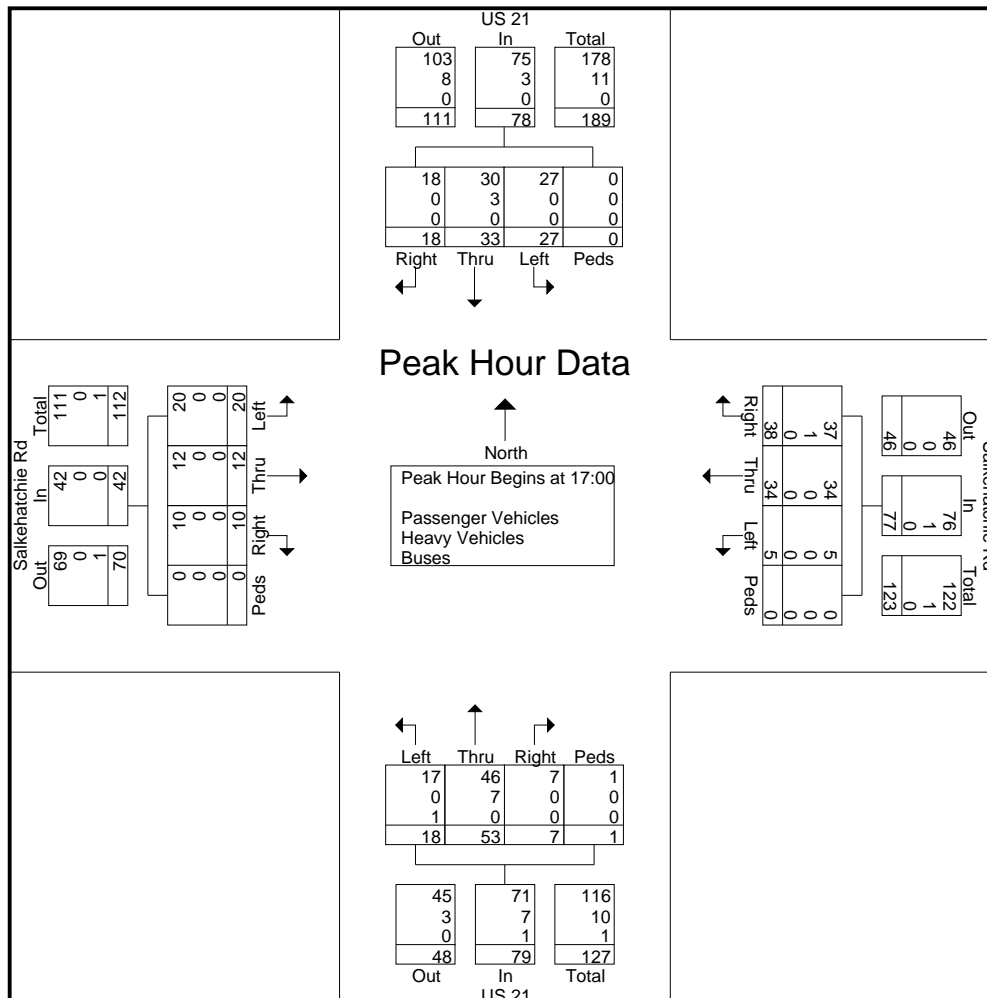 US 21
Out In Total
103 75 178
8 3 11
0 0 0
111 78 189
18 30 27 0
0 3 0 0
0 0 0 0
18 33 27 0
Right Thru Left Peds
Peak Hour Data
North
Peak Hour Begins at 17:00
Passenger Vehicles
Heavy Vehicles
Buses
Salkehatchie Rd
Out In Total
69 42 111
0 0 0
1 0 1
70 42 112
Peds Right Thru Left
0 10 12 20
0 0 0 0
0 0 0 0
0 10 12 20
Right Thru Left Peds
37 34 5 0
1 0 0 0
0 0 0 0
38 34 5 0
Out In Total
46 76 122
0 1 1
0 0 0
46 77 123
Salkehatchie Rd
Left Thru Right Peds
17 46 7 1
0 7 0 0
1 0 0 0
18 53 7 1
45 71 116
3 7 10
0 1 1
48 79 127
Out In Total
US 21